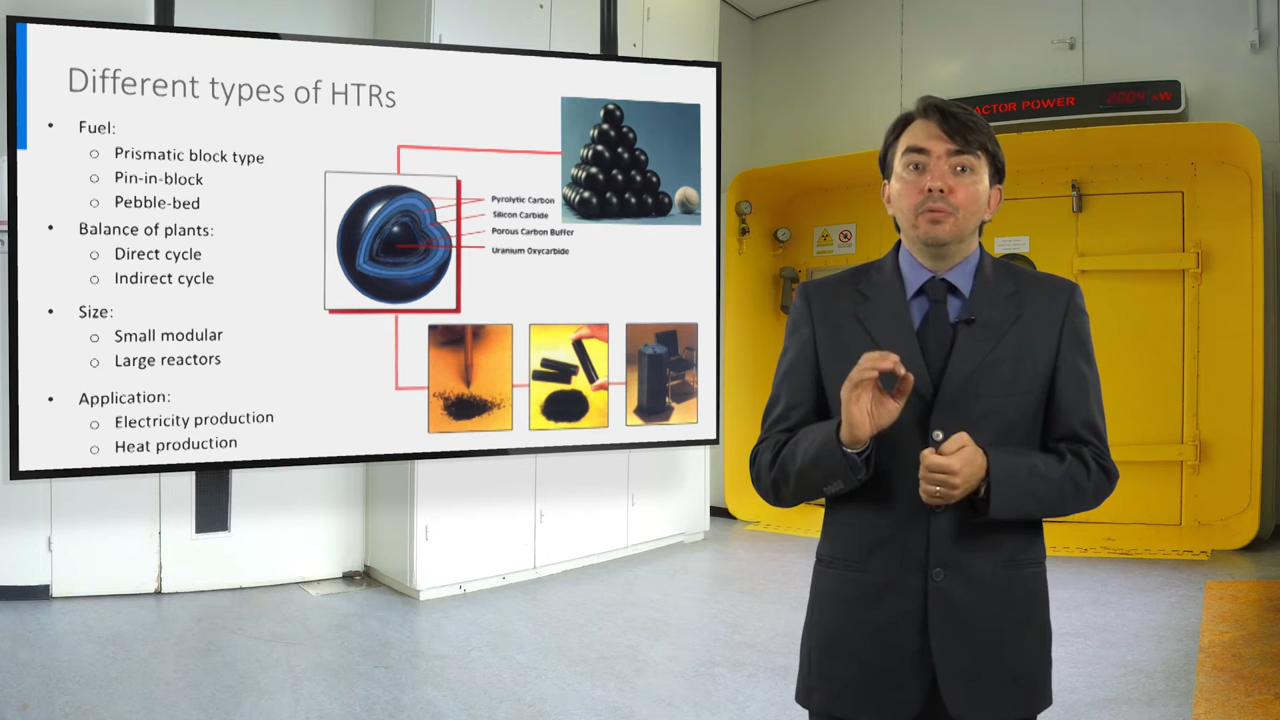 Different types of HTRs
Fuel:
Prismatic block type
Pin-in-block
Pebble-bed
Balance of plants:
Direct cycle
Indirect cycle
Size:
Small modular
Large reactors
Application:
Electricity production
Heat production
Pyrolytic Carbon
Silicon Carbide
Porous Carbon Buffer
Uranium Oxycarbide
ACTOR POWER
kW